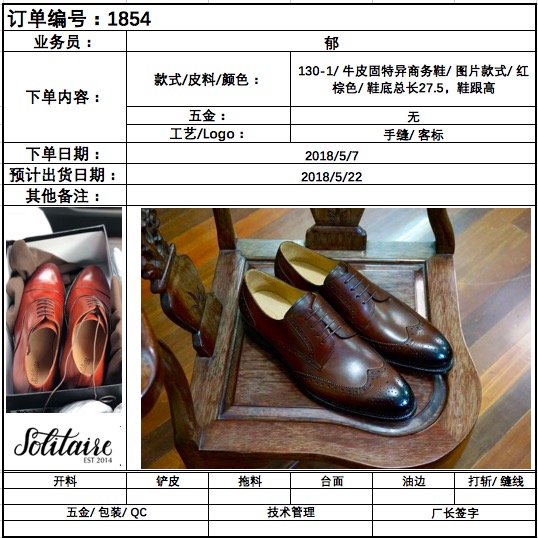 订单编号：1854
业务员：
郁
下单内容：
款式/皮料/颜色：
130-1/ 牛皮固特异商务鞋/ 图片款式/ 红
棕色/ 鞋底总长27.5，鞋跟高
五金：
无
工艺/Logo：
手缝/ 客标
下单日期：
2018/5/7
预计出货日期：
2018/5/22
其他备注：
Solitaire
EST 2014
开料
铲皮
拖料
台面
油边
打斩/ 缝线
五金/ 包装/ QC
技术管理
厂长签字